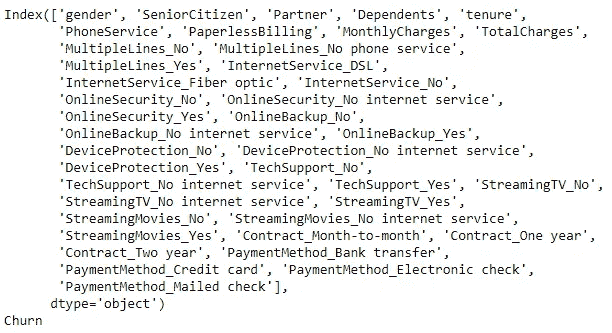 Index(['gender', 'SeniorCitizen', 'Partner', 'Dependents', 'tenure',
'PhoneService', 'PaperlessBilling', 'MonthlyCharges', 'TotalCharges',
'MultipleLines_No', 'MultipleLines_No phone service',
'MultipleLines_Yes', 'InternetService_DSL',
'InternetService_Fiber optic', 'InternetService_No',
'OnlineSecurity_No', 'OnlineSecurity_No internet service',
'OnlineSecurity_Yes', 'OnlineBackup_No',
'OnlineBackup_No internet service', 'OnlineBackup_Yes',
'DeviceProtection_No', 'DeviceProtection_No internet service',
'DeviceProtection_Yes', 'TechSupport_No',
'TechSupport_No internet service', 'TechSupport_Yes', 'StreamingTV_No',
'StreamingTV_No internet service', 'StreamingTV_Yes',
'StreamingMovies_No', 'StreamingMovies_No internet service',
'StreamingMovies_Yes', 'Contract_Month-to-month', 'Contract_One year',
'Contract_Two year', 'PaymentMethod_Bank transfer',
'PaymentMethod_Credit card', 'PaymentMethod_Electronic check',
'PaymentMethod_Mailed check'],
dtype='object')
Churn